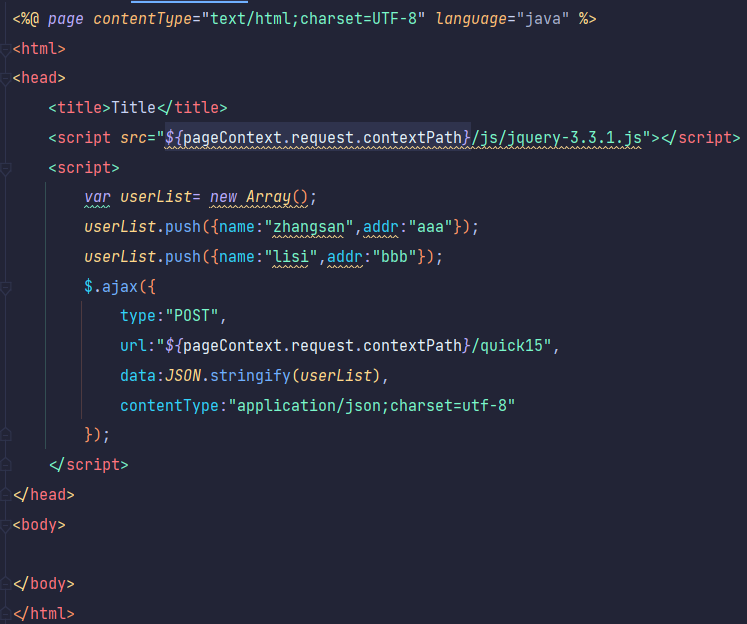 <%@ page contentType="text/html;charset=UTF-8" language="java" %>
<html>
<head>
    <title>Title</title>
    <script src="${pageContext.request.contextPath}/js/jquery-3.3.1.js"></script>
    <script>
        var userList= new Array();
        userList.push({name:"zhangsan",addr:"aaa"});
        userList.push({name:"lisi",addr:"bbb"});
        $.ajax({
            type:"POST",
            url:"${pageContext.request.contextPath}/quick15",
            data:JSON.stringify(userList),
            contentType:"application/json;charset=utf-8"
        });
    </script>
</head>
<body>
</body>
</html>